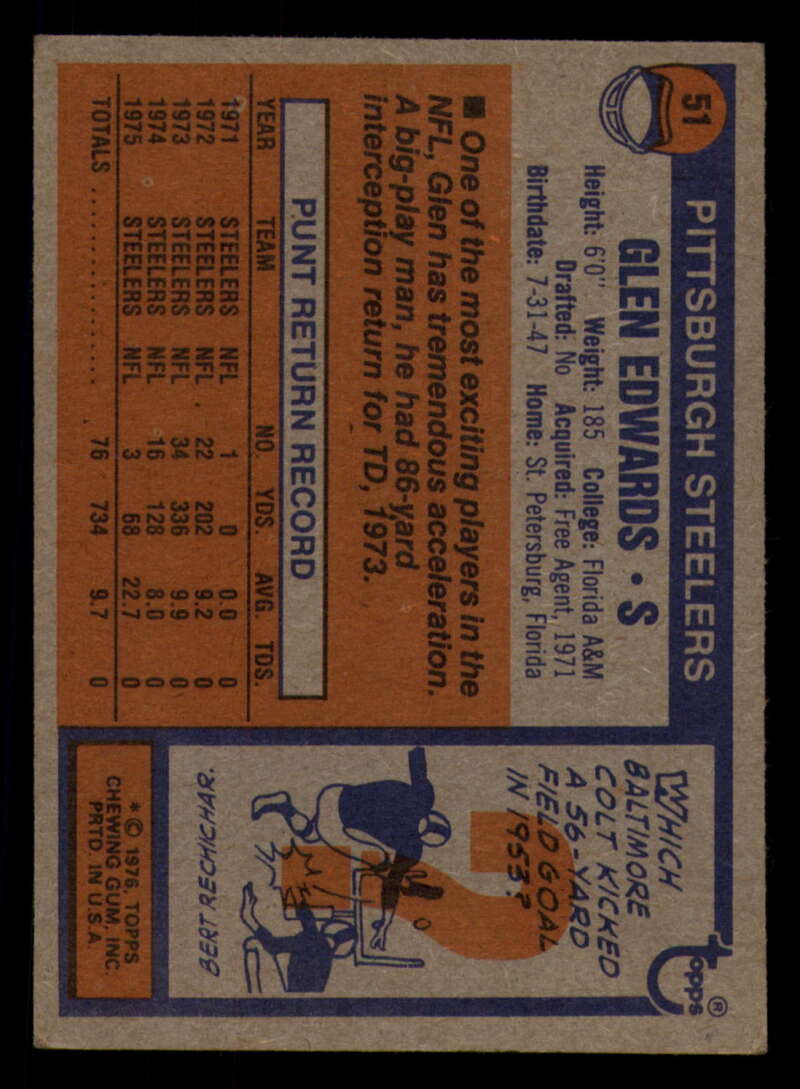 51
PITTSBURGH STEELERS
GLEN EDWARDS • S
Height: 6'0" Weight: 185 College: Florida A&M
Drafted: No Acquired: Free Agent, 1971
Birthdate: 7-31-47 Home: St. Petersburg, Florida
■ One of the most exciting players in the
NFL, Glen has tremendous acceleration.
A big-play man, he had 86-yard
interception return for TD, 1973.
PUNT RETURN RECORD
YEAR TEAM NO. YDS. AVG. TDS.
1971 STEELERS NFL 1 0 0.0 0
1972 STEELERS NFL 22 202 9.2 0
1973 STEELERS NFL 34 336 9.9 0
1974 STEELERS NFL 16 128 8.0 0
1975 STEELERS NFL 3 68 22.7 0
TOTALS ............... 76 734 9.7 0
topps®
WHICH
BALTIMORE
COLT KICKED
A 56-YARD
FIELD GOAL
IN 1953?
?
BERT RECHICHAR.
* © 1976, TOPPS
CHEWING GUM, INC.
PRTD. IN U.S.A.